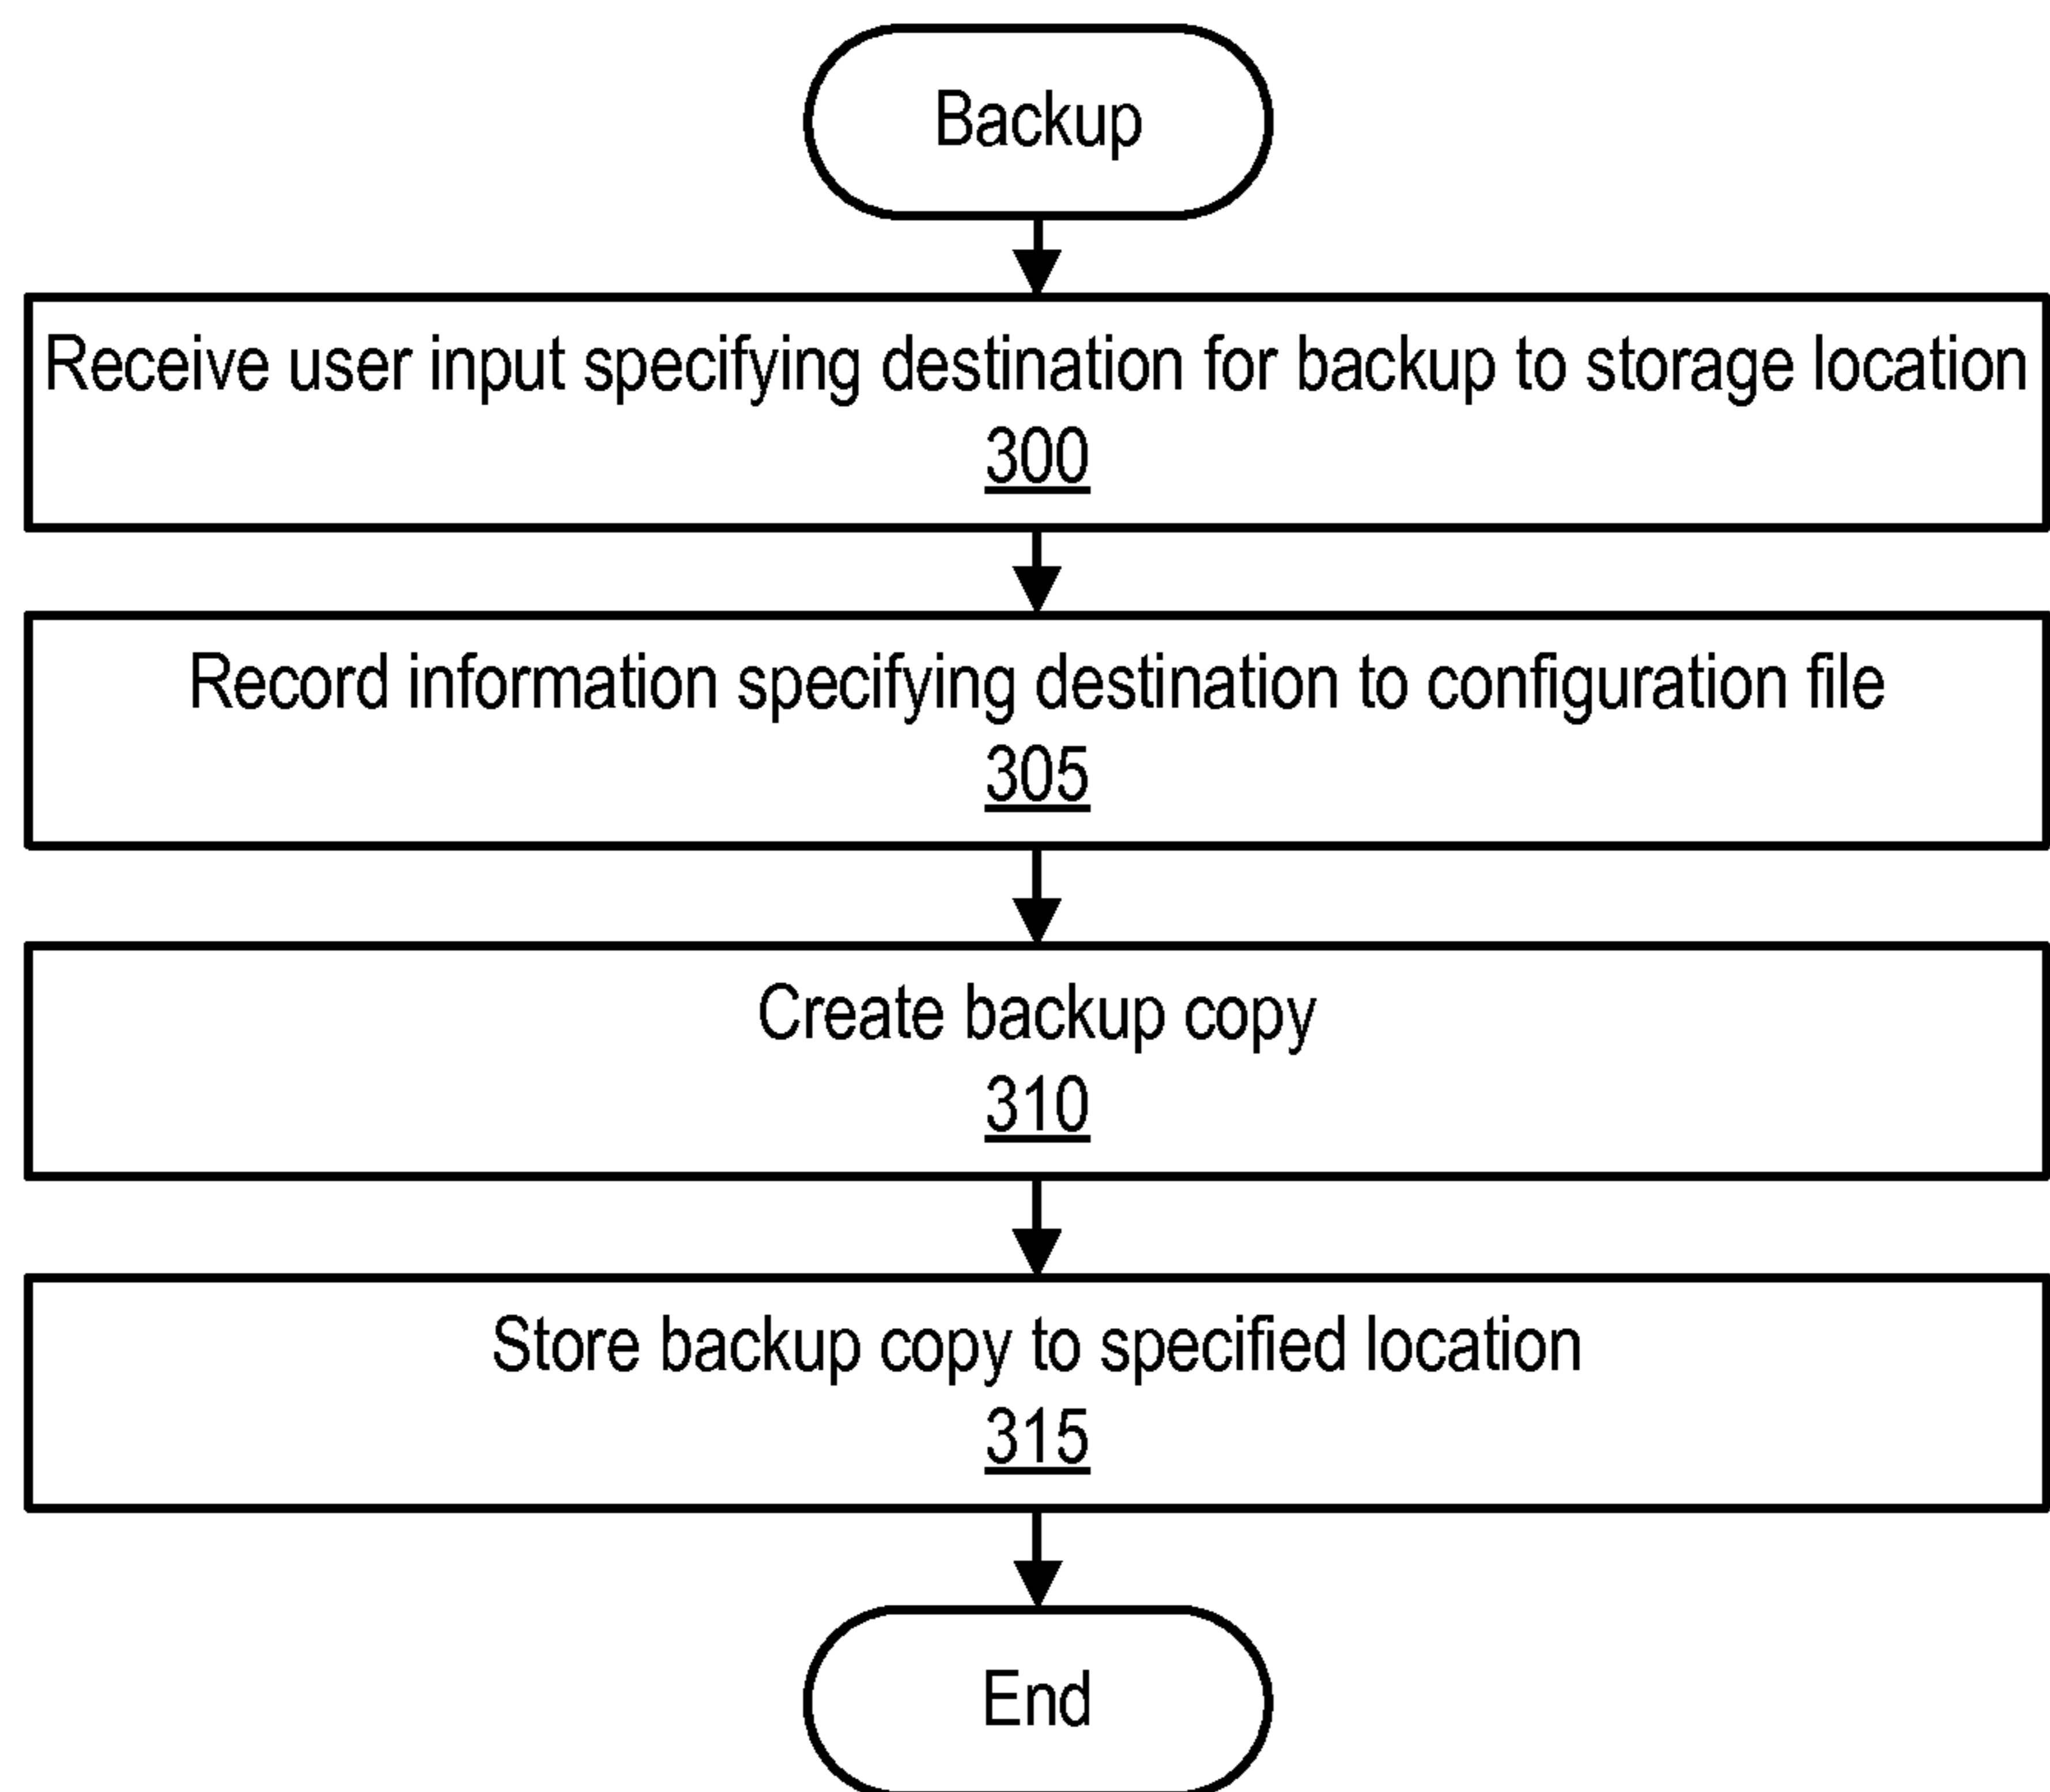 Backup
Receive user input specifying destination for backup to storage location
300
Record information specifying destination to configuration file
305
Create backup copy
310
Store backup copy to specified location
315
End